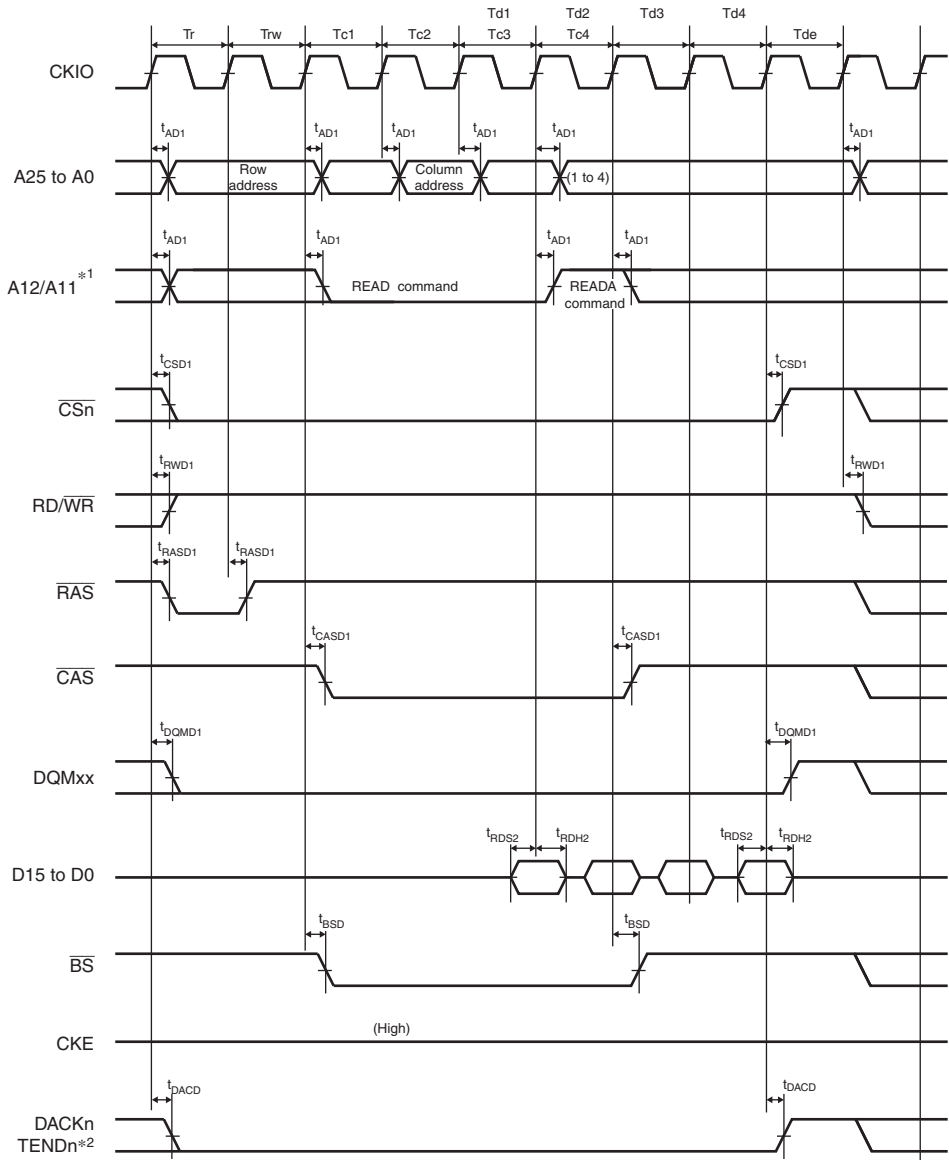 Td1 Td2 Td3 Td4
Tr Trw Tc1 Tc2 Tc3 Tc4 Tde
CKIO
tAD1 tAD1 tAD1 tAD1 tAD1 tAD1
A25 to A0 Row address Column address (1 to 4)
tAD1 tAD1 tAD1 tAD1
A12/A11*1 READ command READA command
tCSD1 tCSD1
CSn
tRWD1 tRWD1
RD/WR
tRASD1 tRASD1
RAS
tCASD1 tCASD1
CAS
tDQMD1 tDQMD1
DQMxx
tRDS2 tRDH2 tRDS2 tRDH2
D15 to D0
tBSD tBSD
BS
(High)
CKE
tDACD tDACD
DACKn
TENDn*2